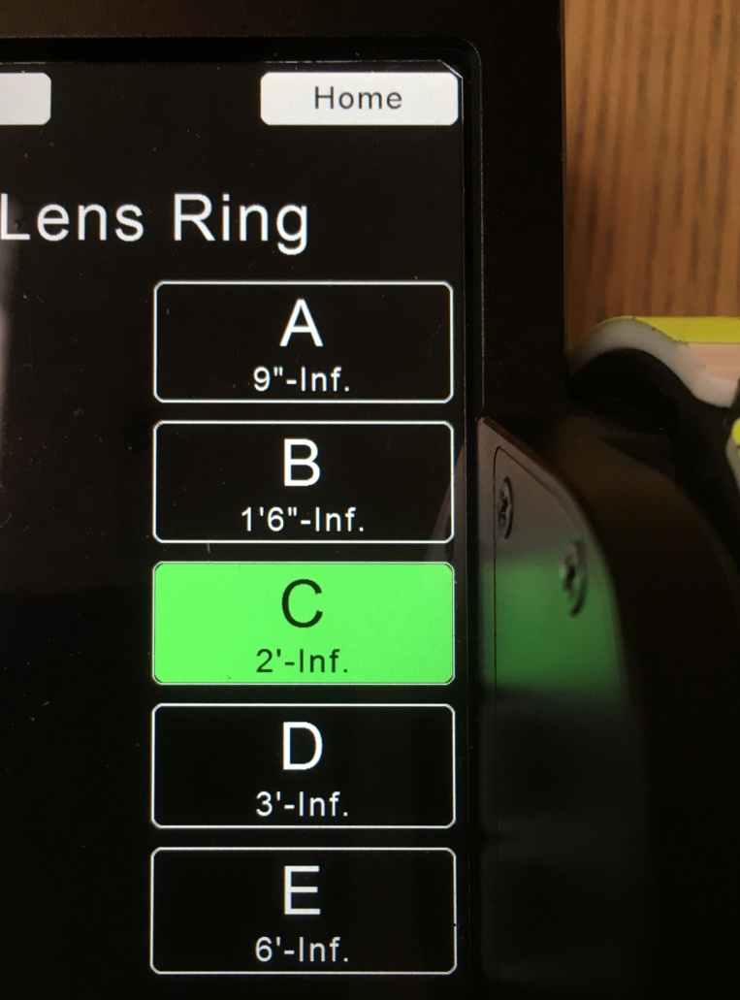 Home
Lens Ring
A
9"-Inf.
B
1'6"-Inf.
C
2'-Inf.
D
3'-Inf.
E
6'-Inf.